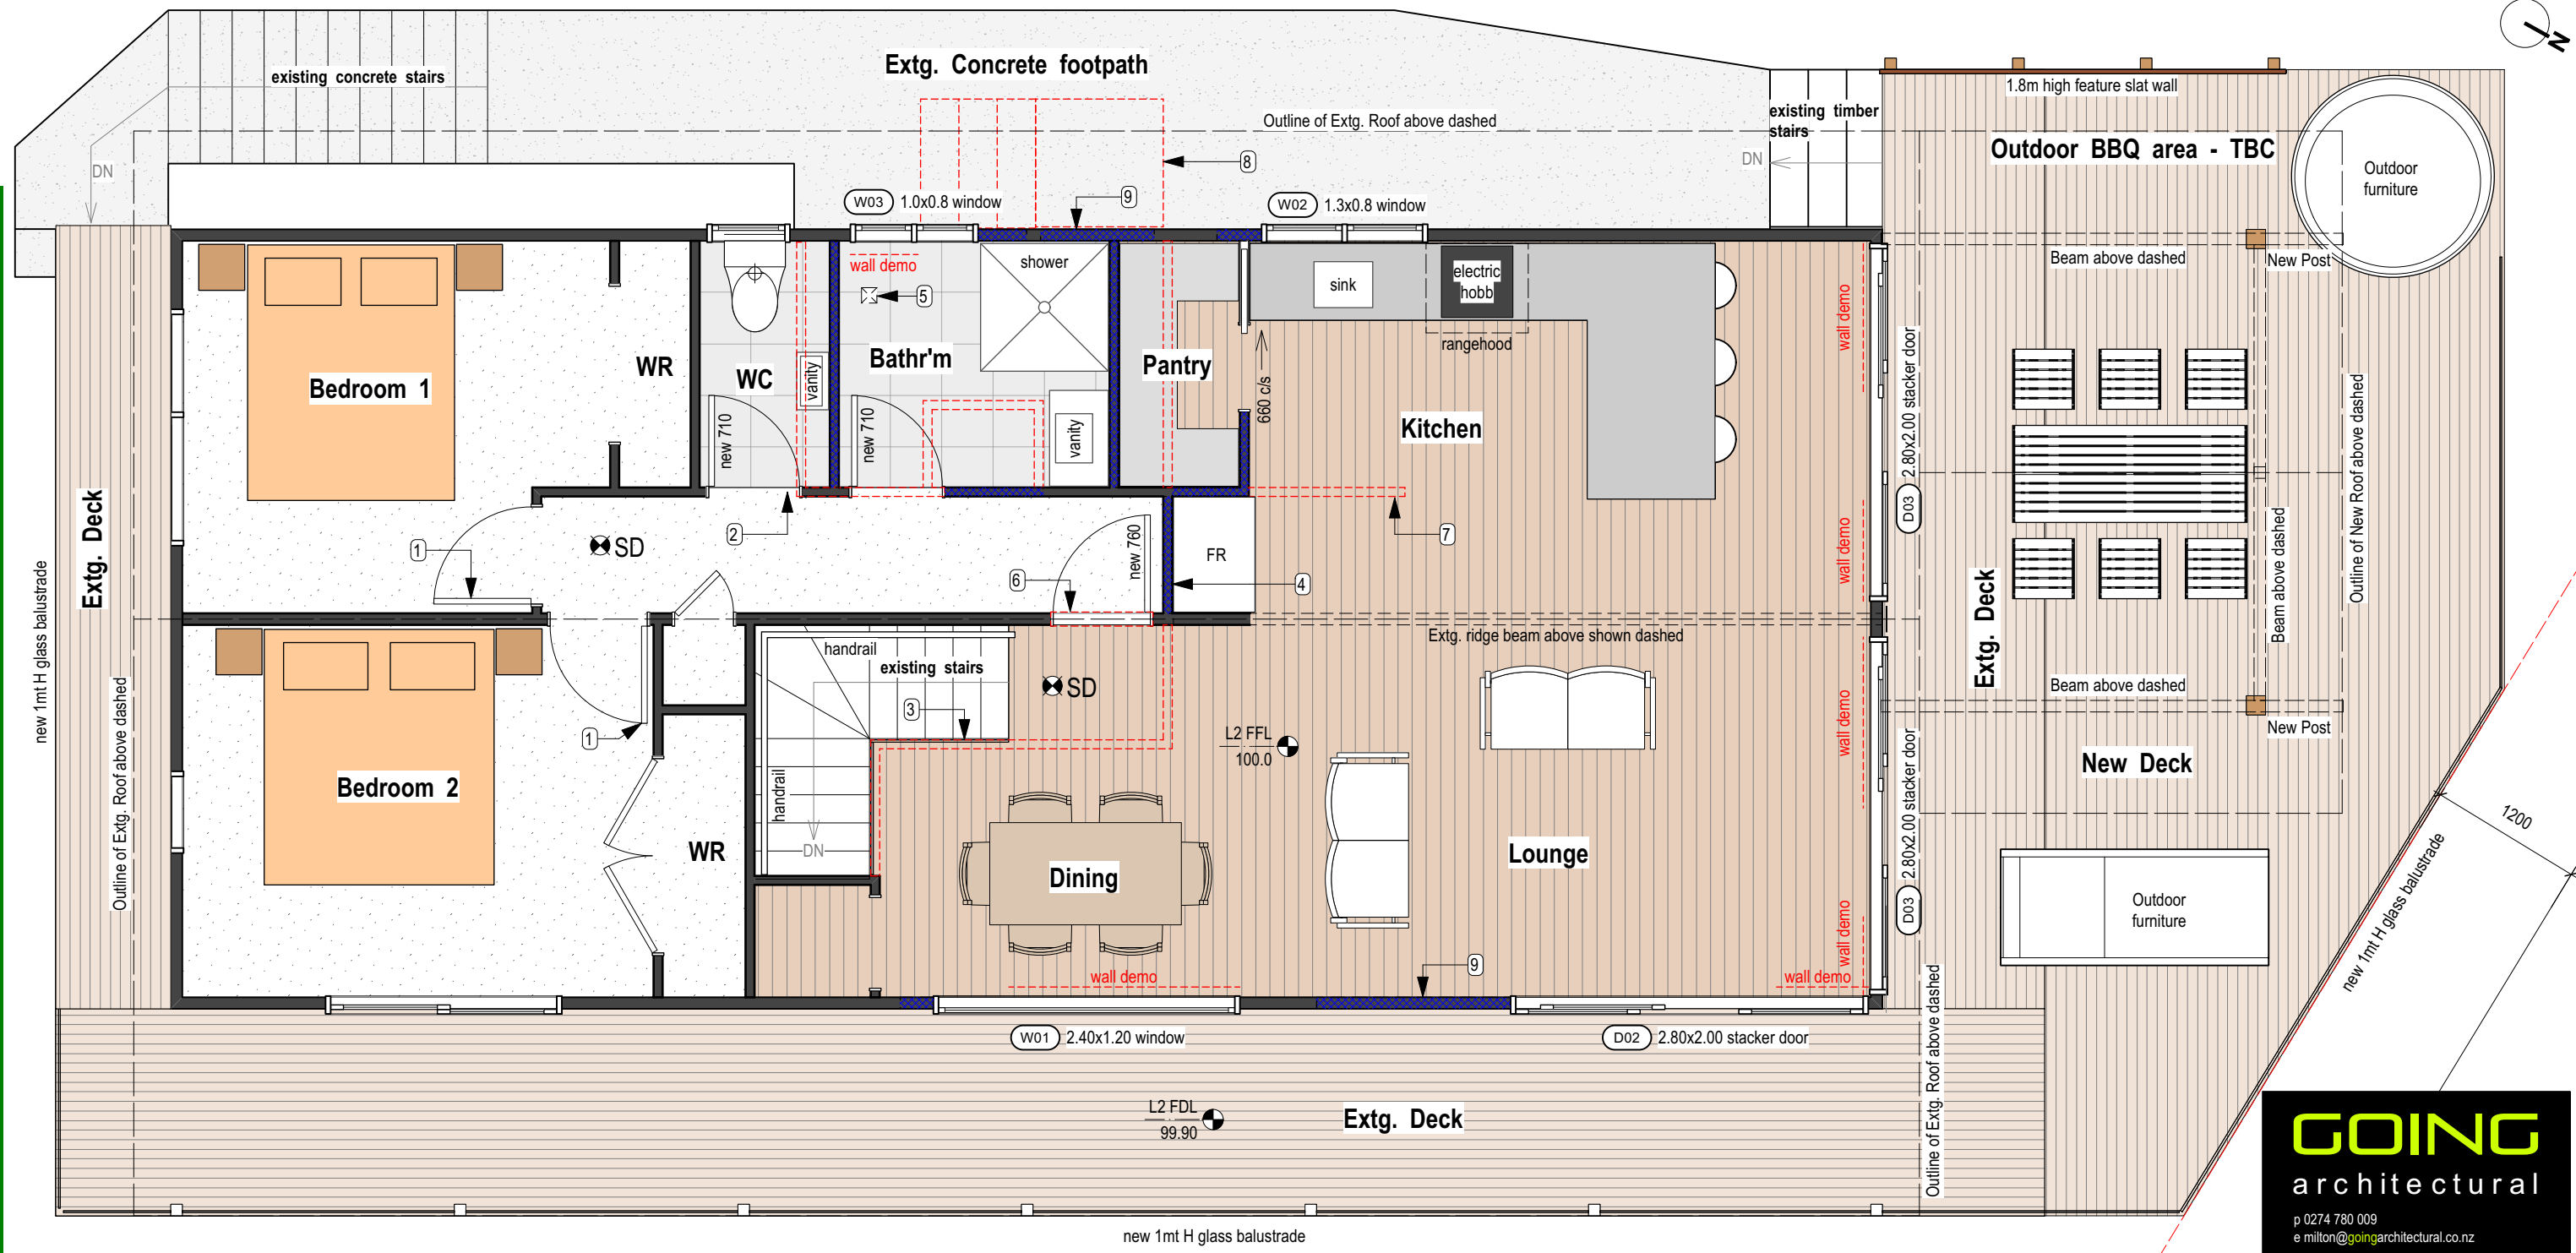 existing concrete stairs
DN
Extg. Concrete footpath
Outline of Extg. Roof above dashed
existing timber
stairs
DN
1.8m high feature slat wall
Outdoor BBQ area - TBC
Outdoor
furniture
N
8
9
W03 1.0x0.8 window
W02 1.3x0.8 window
wall demo
5
shower
sink
electric
hobb
rangehood
wall demo
Beam above dashed
New Post
Bedroom 1
WR
WC
vanity
new 710
Bathr'm
new 710
vanity
Pantry
660 c/s
Kitchen
D03 2.80x2.00 stacker door
Outline of New Roof above dashed
Extg. Deck
new 1mt H glass balustrade
Outline of Extg. Roof above dashed
1
SD
2
6
new 760
FR
4
7
wall demo
Extg. Deck
Beam above dashed
Extg. ridge beam above shown dashed
handrail
existing stairs
SD
3
1
handrail
DN
L2 FFL
100.0
wall demo
Beam above dashed
New Post
New Deck
Bedroom 2
WR
Dining
Lounge
D03 2.80x2.00 stacker door
1200
new 1mt H glass balustrade
Outdoor
furniture
wall demo
9
wall demo
wall demo
W01 2.40x1.20 window
D02 2.80x2.00 stacker door
Outline of Extg. Roof above dashed
L2 FDL
99.90
Extg. Deck
new 1mt H glass balustrade
GOING
architectural
p 0274 780 009
e milton@goingarchitectural.co.nz